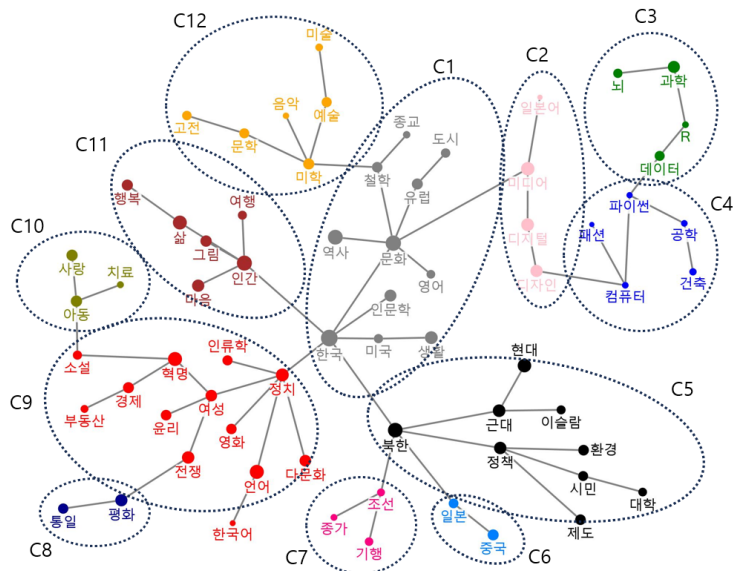 C12
미술
음악
예술
고전
문학
미학
C1
종교
도시
철학
유럽
역사
문화
영어
인문학
한국
미국
생활
C2
일본어
미디어
디지털
디자인
C3
뇌
과학
R
데이터
C4
파이썬
패션
공학
컴퓨터
건축
C11
행복
여행
삶
그림
인간
마음
C10
사랑
치료
아동
C9
소설
혁명
인류학
정치
경제
여성
부동산
윤리
영화
전쟁
언어
다문화
한국어
C5
현대
근대
이슬람
북한
정책
환경
시민
대학
제도
C8
통일
평화
C7
조선
종가
기행
C6
일본
중국